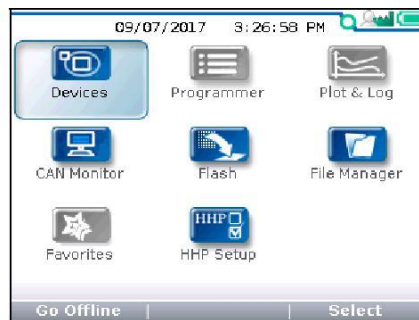 09/07/2017 3:26:58 PM
Devices Programmer Plot & Log
CAN Monitor Flash File Manager
HHP
Favorites HHP Setup
Go Offline Select